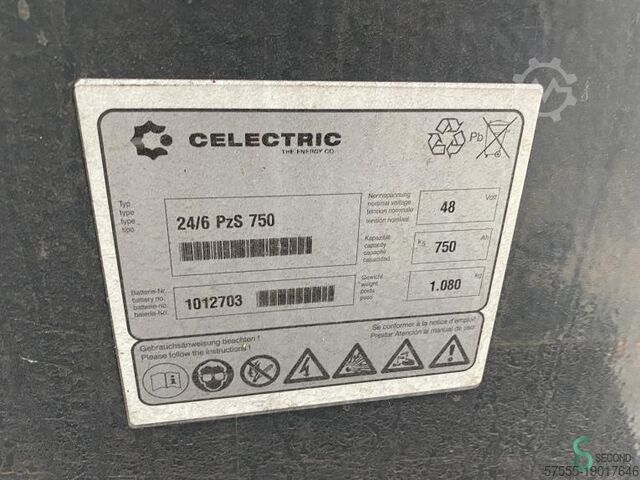 CELECTRIC
THE ENERGY CO.
Pb
Typ
type
type
tipo
24/6 PzS 750
Nennspannung
nominal voltage
tension nominale
tensión nominal
48
Volt
Kapazität
capacity
capacité
capacidad
K5
750
Ah
Batterie-Nr.
battery no.
batterie-no.
batería-No.
1012703
Gewicht
weight
poids
peso
1.080
kg
Gebrauchsanweisung beachten !
Please follow the instructions !
Se conformer à la notice d'emploi !
Prestar Atención al manual de uso !
SECOND
57555-19017646